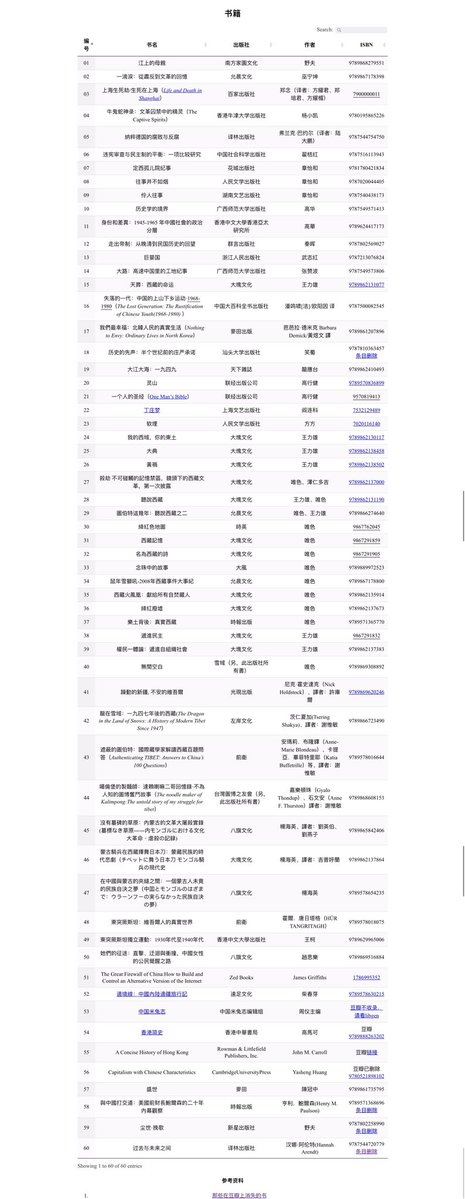 书籍
Search:
编号 书名 出版社 作者 ISBN
01 江上的母親 南方家園文化 野夫 9789868279551
02 一滴淚：從肅反到文革的回憶 北晨文化 巫宁坤 9789867178398
03 上海生死劫/生死在上海（Life and Death in Shanghai） 百家出版社 郑念（译者：方耀君、郑培君、方耀楣） 7900000011
04 牛鬼蛇神录：文革囚禁中的精灵（The Captive Spirits） 香港牛津大学出版社 杨小凯 9780195865226
05 纳粹德国的腐败与反腐 译林出版社 弗兰克·巴约尔（译者：陆大鹏） 9787544754750
06 违宪审查与民主制的平衡：一项比较研究 中国社会科学出版社 翟桔红 9787516113943
07 定西孤儿院纪事 花城出版社
08 往事并不如烟 人民文学出版社 章怡和 9787020044405
09 伶人往事 湖南文艺出版社 章怡和 9787540438173
10 历史学的境界 广西师范大学出版社 高华 9787549571413
11 身份和差異：1945-1965 年中國社會的政治分層 香港中文大學香港亞太研究所 高華 9789624417173
12 走出帝制：从晚清到民国历史的回望 群言出版社 秦晖 9787802569027
13 巨婴国 浙江人民出版社 武志红 9787213076824
14 大路：高速中国里的工地纪事 广西师范大学出版社 张赞波 9787549573806
15 天葬：西藏的命运 大塊文化 王力雄 9789862131077
16 失落的一代：中国的上山下乡运动·1968-1980（The Lost Generation: The Rustification of Chinese Youth(1968-1980)） 中国大百科全书出版社 潘鸣啸(法)/欧阳因 译 9787500082545
17 我們最幸福：北韓人民的真實生活（Nothing to Envy: Ordinary Lives in North Korea） 麥田出版 芭芭拉·德米克 Barbara Demick/黃煜文 譯 9789861207896
18 历史的先声：半个世纪前的庄严承诺 汕头大学出版社 笑蜀 9787810363457 条目删除
19 大江大海：一九四九 天下雜誌 龍應台 9789862410493
20 灵山 联经出版公司 高行健 9789570836899
21 一个人的圣经（One Man's Bible） 联经出版公司 高行健 9570819413
22 丁庄梦 上海文艺出版社 阎连科 7532129489
23 软埋 人民文学出版社 方方 7020116140
24 我的西域，你的東土 大塊文化 王力雄 9789862130117
25 大典 大塊文化 王力雄 9789862138458
26 黃禍 大塊文化 王力雄 9789862138502
27 殺劫 不可碰觸的記憶禁區，鏡頭下的西藏文革，第一次披露 大塊文化 唯色、澤仁多吉 9789862137000
28 聽說西藏 大塊文化 王力雄、唯色 9789862131190
29 圖伯特這幾年：聽說西藏之二 大塊文化 唯色、王力雄 9789866274640
30 絳紅色地圖 時英 唯色 9867762045
31 西藏記憶 大塊文化 唯色 9867291859
32 名為西藏的詩 大塊文化 唯色 9867291905
33 念珠中的故事 大風 唯色 9789889972523
34 鼠年雪獅吼-2008年西藏事件大事紀 北晨文化 唯色 9789867178800
35 西藏火鳳凰：獻給所有自焚藏人 大塊文化 唯色 9789862135914
36 絳紅廢墟 大塊文化 唯色 9789862137673
37 樂土背後：真實西藏 時報出版 唯色 9789571365770
38 遞進民主 大塊文化 王力雄 9867291832
39 權民一體論：遞進自組織社會 大塊文化 王力雄 9789862137383
40 無間空白 雪域（另，此出版社所有書） 唯色 9789869308892
41 躁動的新疆,不安的維吾爾 光現出版 尼克·霍史達克（Nick Holdstock），譯者：許庫爾 9789869620246
42 龍在雪域：一九四七年後的西藏(The Dragon in the Land of Snows: A History of Modern Tibet Since 1947) 左岸文化 茨仁夏加(Tsering Shakya)，譯者：謝惟敏 9789866723490
43 遮蔽的圖伯特：國際藏學家解讀西藏百題問答（Authenticating TIBET: Answers to China's 100 Questions） 前衛 安瑪莉．布隆鐸（Anne-Marie Blondeau），卡提亞．畢菲特里耶（Katia Buffetrille）等，譯者：謝惟敏 9789578016644
44 噶倫堡的製麵師：達賴喇嘛二哥回憶錄·不為人知的圖博奮鬥故事（The noodle maker of Kalimpong:The untold story of my struggle for tibet） 台灣圖博之友會（另，此出版社所有書） 嘉樂頓珠（Gyalo Thondup），石文安（Anne F. Thurston）譯者：謝惟敏 9789868608153
45 沒有墓碑的草原：內蒙古的文革大屠殺實錄(墓標なき草原——内モンゴルにおける文化大革命·虐殺の記録) 八旗文化 楊海英，譯者：劉英伯、劉燕子 9789865842406
46 蒙古騎兵在西藏揮舞日本刀：蒙藏民族的時代悲劇（チベットに舞う日本刀 モンゴル騎兵の現代史 大塊文化 楊海英，譯者：吉普呼蘭 9789862137864
47 在中國與蒙古的夾縫之間：一個蒙古人未竟的民族自決之夢（中国とモンゴルのはざまで：ウラーンフーの実らなかった民族自決の夢） 八旗文化 楊海英 9789578654235
48 東突厥斯坦：維吾爾人的真實世界 前衛 霍爾．唐日塔格（HÜR TANGRITAGH） 9789578018075
49 東突厥斯坦獨立運動：1930年代至1940年代 香港中文大學出版社 王柯 9789629965006
50 她們的征途：直擊、迂迴與衝撞，中國女性的公民覺醒之路 八旗文化 趙思樂 9789869516884
51 The Great Firewall of China:How to Build and Control an Alternative Version of the Internet Zed Books James Griffiths 1786995352
52 邊境線：中國內陸邊疆旅行記 遠足文化 柴春芽 9789578630215
53 中国米兔志 中国米兔志编辑组 周仪主编 豆瓣不收录，请看libgen
54 香港简史 香港中華書局 高馬可 豆瓣 9789888263202
55 A Concise History of Hong Kong Rowman & Littlefield Publishers, Inc. John M. Carroll 豆瓣链接
56 Capitalism with Chinese Characteristics CambridgeUniversityPress Yasheng Huang 豆瓣已删除 9780521898102
57 盛世 麥田 陳冠中 9789861735795
58 與中國打交道：美國前財長鮑爾森的二十年內幕觀察 時報出版 亨利．鮑爾森(Henry M. Paulson) 9789571368696 条目删除
59 尘世·挽歌 新星出版社 野夫 9787802258990 条目删除
60 过去与未来之间 译林出版社 汉娜·阿伦特(Hannah Arendt) 9787544720779 条目删除
Showing 1 to 60 of 60 entries
参考资料
1. 那些在豆瓣上消失的书